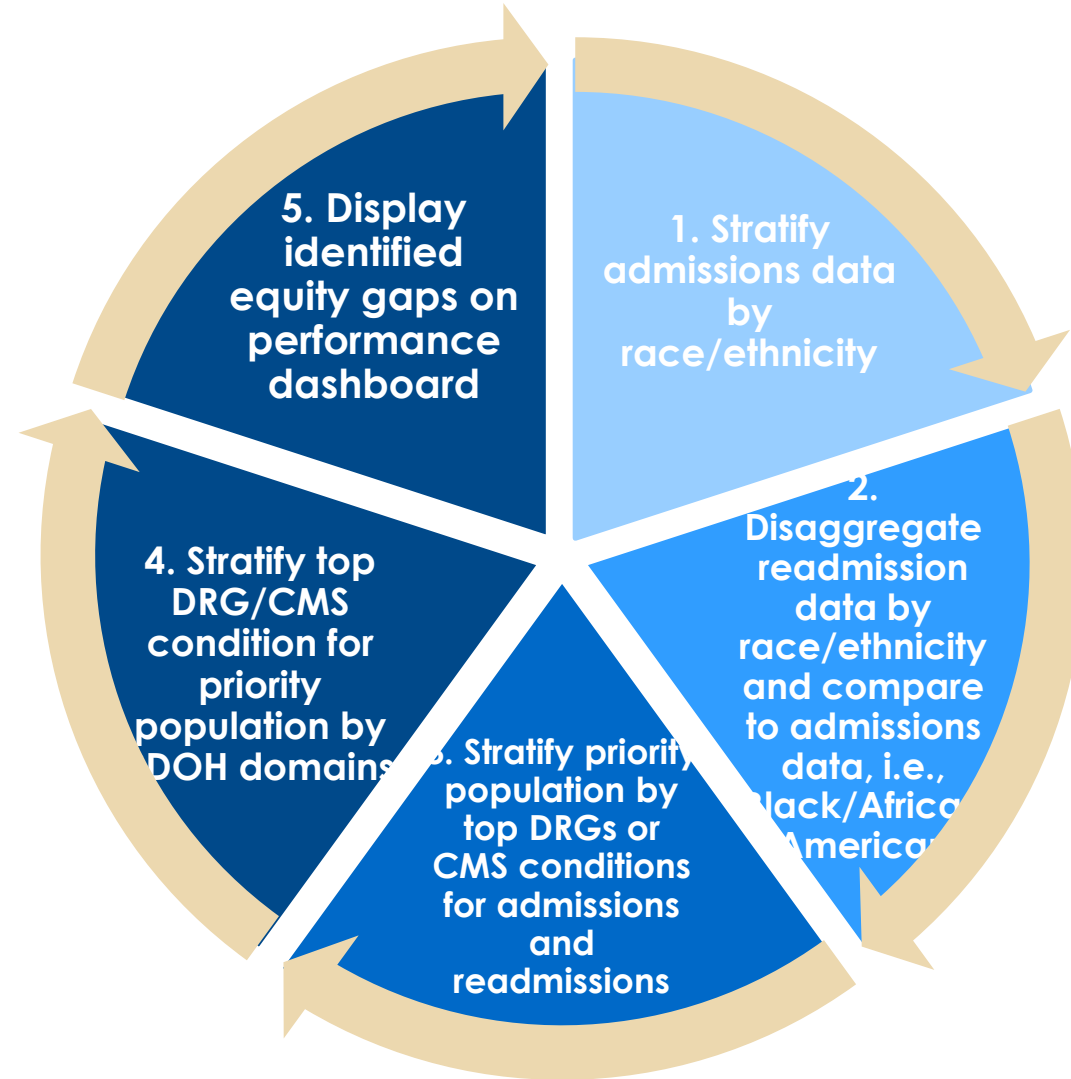 1. Stratify
admissions data
by
race/ethnicity
2.
Disaggregate
readmission
data by
race/ethnicity
and compare
to admissions
data, i.e.,
Stratify priority
population by
top DRGs or
CMS conditions
for admissions
and
readmissions
4. Stratify top
DRG/CMS
condition for
priority
population by
DOH domains
5. Display
identified
equity gaps on
performance
dashboard